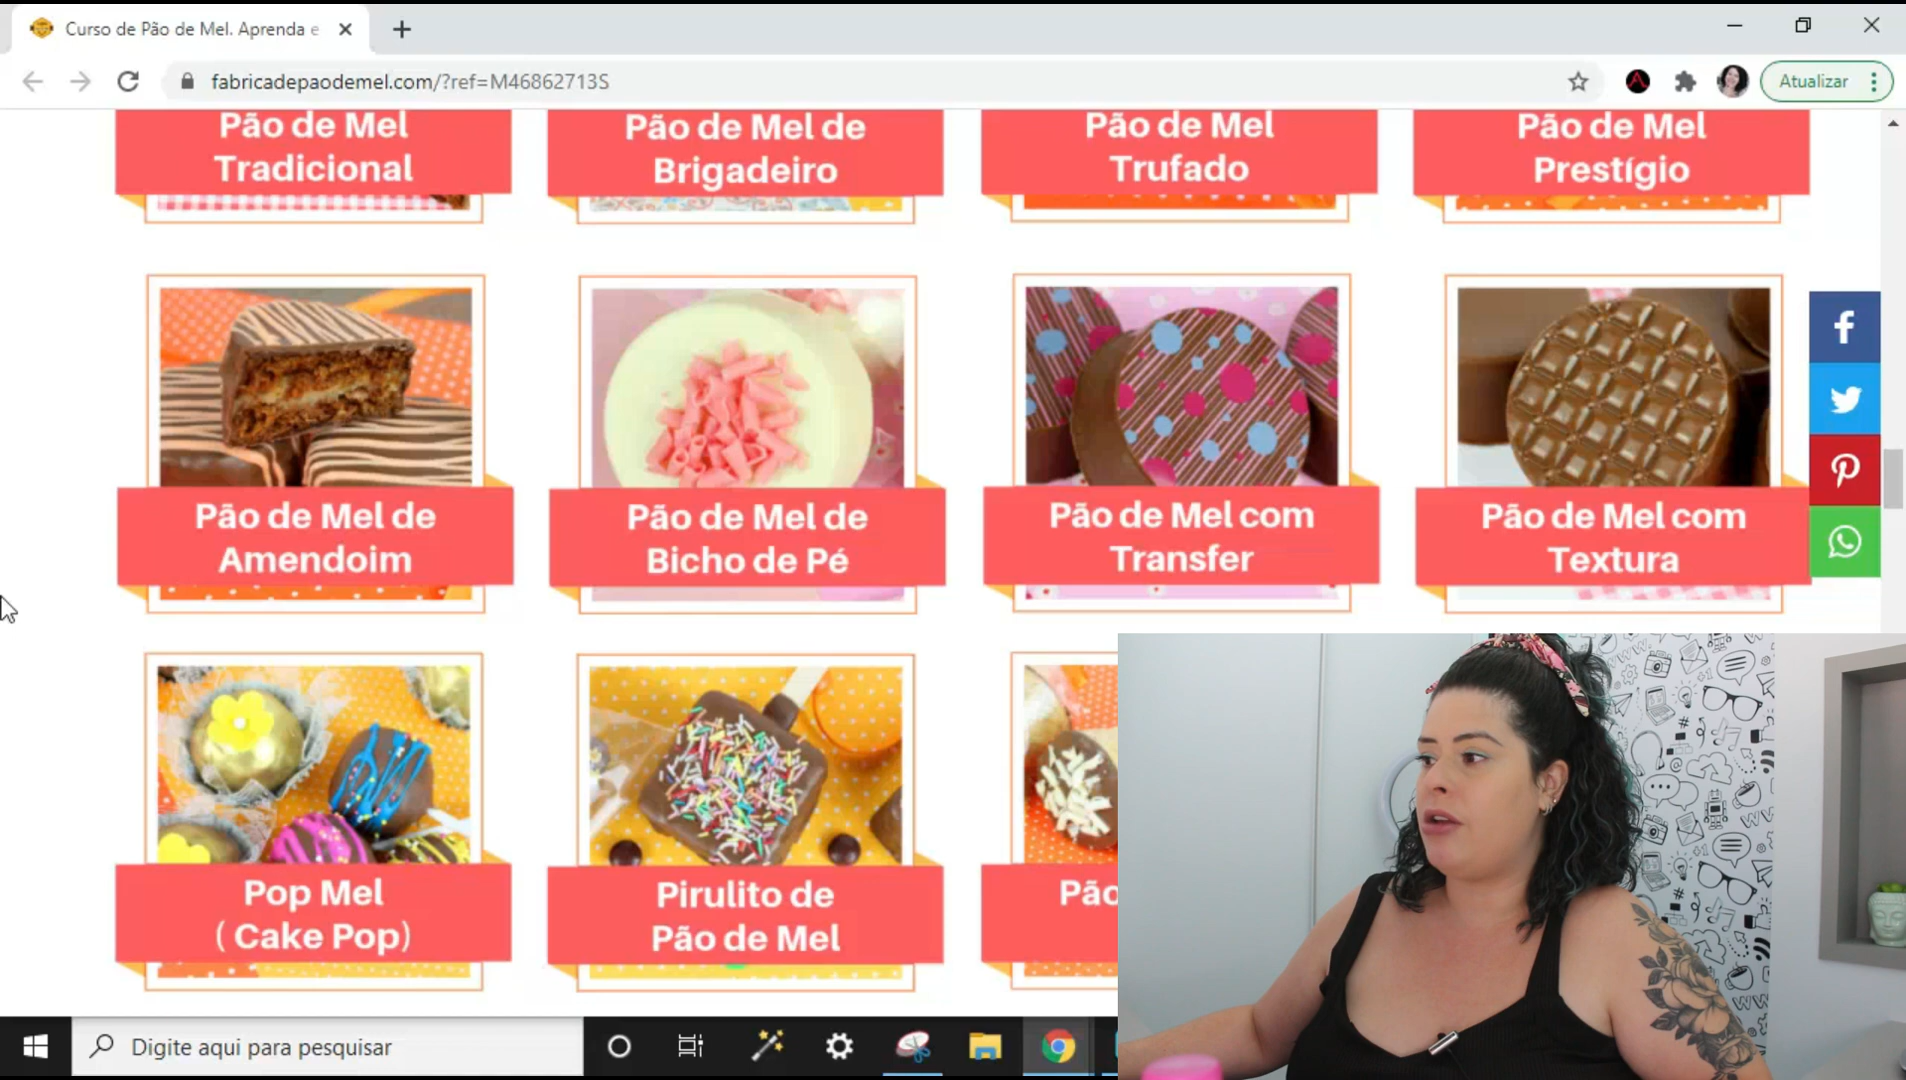 Curso de Pão de Mel. Aprenda e
fabricadepaodemel.com/?ref=M46862713S
Atualizar
Pão de Mel
Tradicional
Pão de Mel de
Brigadeiro
Pão de Mel
Trufado
Pão de Mel
Prestígio
Pão de Mel de
Amendoim
Pão de Mel de
Bicho de Pé
Pão de Mel com
Transfer
Pão de Mel com
Textura
Pop Mel
( Cake Pop)
Pirulito de
Pão de Mel
Pão
Digite aqui para pesquisar